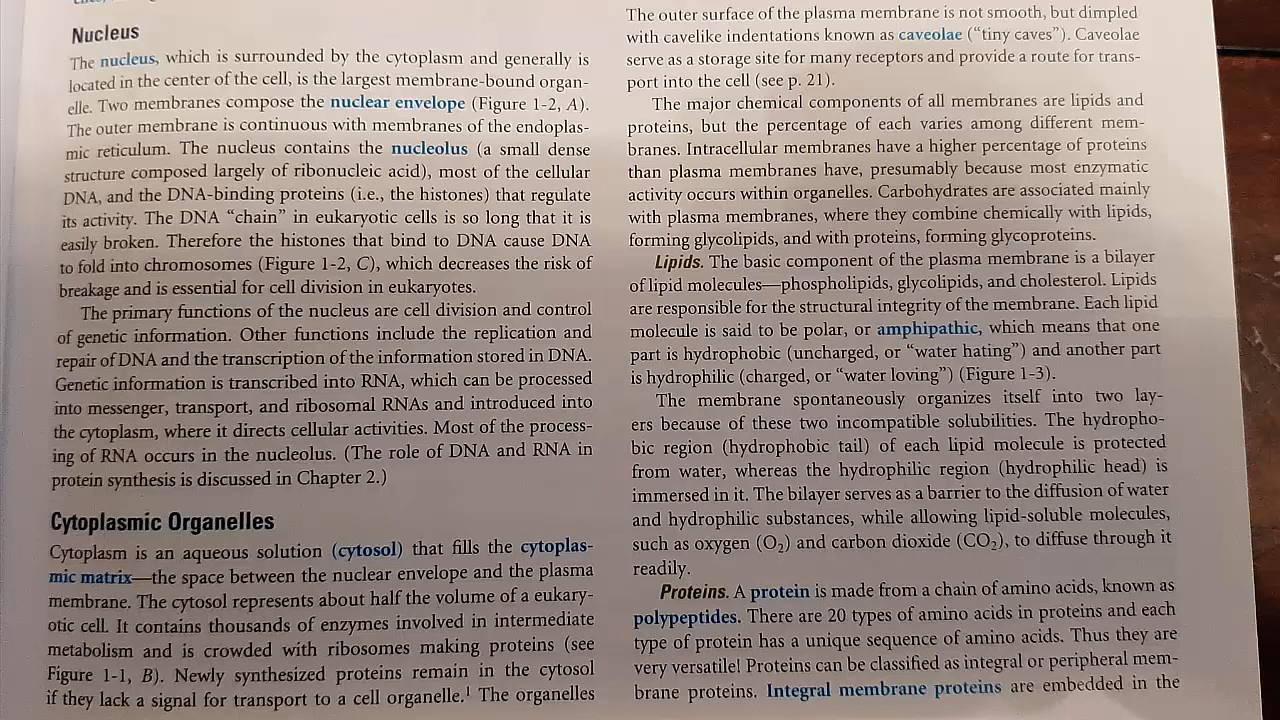 Nucleus
The nucleus, which is surrounded by the cytoplasm and generally is
located in the center of the cell, is the largest membrane-bound organ-
elle. Two membranes compose the nuclear envelope (Figure 1-2, A).
The outer membrane is continuous with membranes of the endoplas-
mic reticulum. The nucleus contains the nucleolus (a small dense
structure composed largely of ribonucleic acid), most of the cellular
DNA, and the DNA-binding proteins (i.e., the histones) that regulate
its activity. The DNA “chain” in eukaryotic cells is so long that it is
easily broken. Therefore the histones that bind to DNA cause DNA
to fold into chromosomes (Figure 1-2, C), which decreases the risk of
breakage and is essential for cell division in eukaryotes.
The primary functions of the nucleus are cell division and control
of genetic information. Other functions include the replication and
repair of DNA and the transcription of the information stored in DNA.
Genetic information is transcribed into RNA, which can be processed
into messenger, transport, and ribosomal RNAs and introduced into
the cytoplasm, where it directs cellular activities. Most of the process-
ing of RNA occurs in the nucleolus. (The role of DNA and RNA in
protein synthesis is discussed in Chapter 2.)
Cytoplasmic Organelles
Cytoplasm is an aqueous solution (cytosol) that fills the cytoplas-
mic matrix—the space between the nuclear envelope and the plasma
membrane. The cytosol represents about half the volume of a eukary-
otic cell. It contains thousands of enzymes involved in intermediate
metabolism and is crowded with ribosomes making proteins (see
Figure 1-1, B). Newly synthesized proteins remain in the cytosol
if they lack a signal for transport to a cell organelle.¹ The organelles
The outer surface of the plasma membrane is not smooth, but dimpled
with cavelike indentations known as caveolae (“tiny caves”). Caveolae
serve as a storage site for many receptors and provide a route for trans-
port into the cell (see p. 21).
The major chemical components of all membranes are lipids and
proteins, but the percentage of each varies among different mem-
branes. Intracellular membranes have a higher percentage of proteins
than plasma membranes have, presumably because most enzymatic
activity occurs within organelles. Carbohydrates are associated mainly
with plasma membranes, where they combine chemically with lipids,
forming glycolipids, and with proteins, forming glycoproteins.
Lipids. The basic component of the plasma membrane is a bilayer
of lipid molecules—phospholipids, glycolipids, and cholesterol. Lipids
are responsible for the structural integrity of the membrane. Each lipid
molecule is said to be polar, or amphipathic, which means that one
part is hydrophobic (uncharged, or “water hating”) and another part
is hydrophilic (charged, or “water loving”) (Figure 1-3).
The membrane spontaneously organizes itself into two lay-
ers because of these two incompatible solubilities. The hydropho-
bic region (hydrophobic tail) of each lipid molecule is protected
from water, whereas the hydrophilic region (hydrophilic head) is
immersed in it. The bilayer serves as a barrier to the diffusion of water
and hydrophilic substances, while allowing lipid-soluble molecules,
such as oxygen (O₂) and carbon dioxide (CO₂), to diffuse through it
readily.
Proteins. A protein is made from a chain of amino acids, known as
polypeptides. There are 20 types of amino acids in proteins and each
type of protein has a unique sequence of amino acids. Thus they are
very versatile! Proteins can be classified as integral or peripheral mem-
brane proteins. Integral membrane proteins are embedded in the